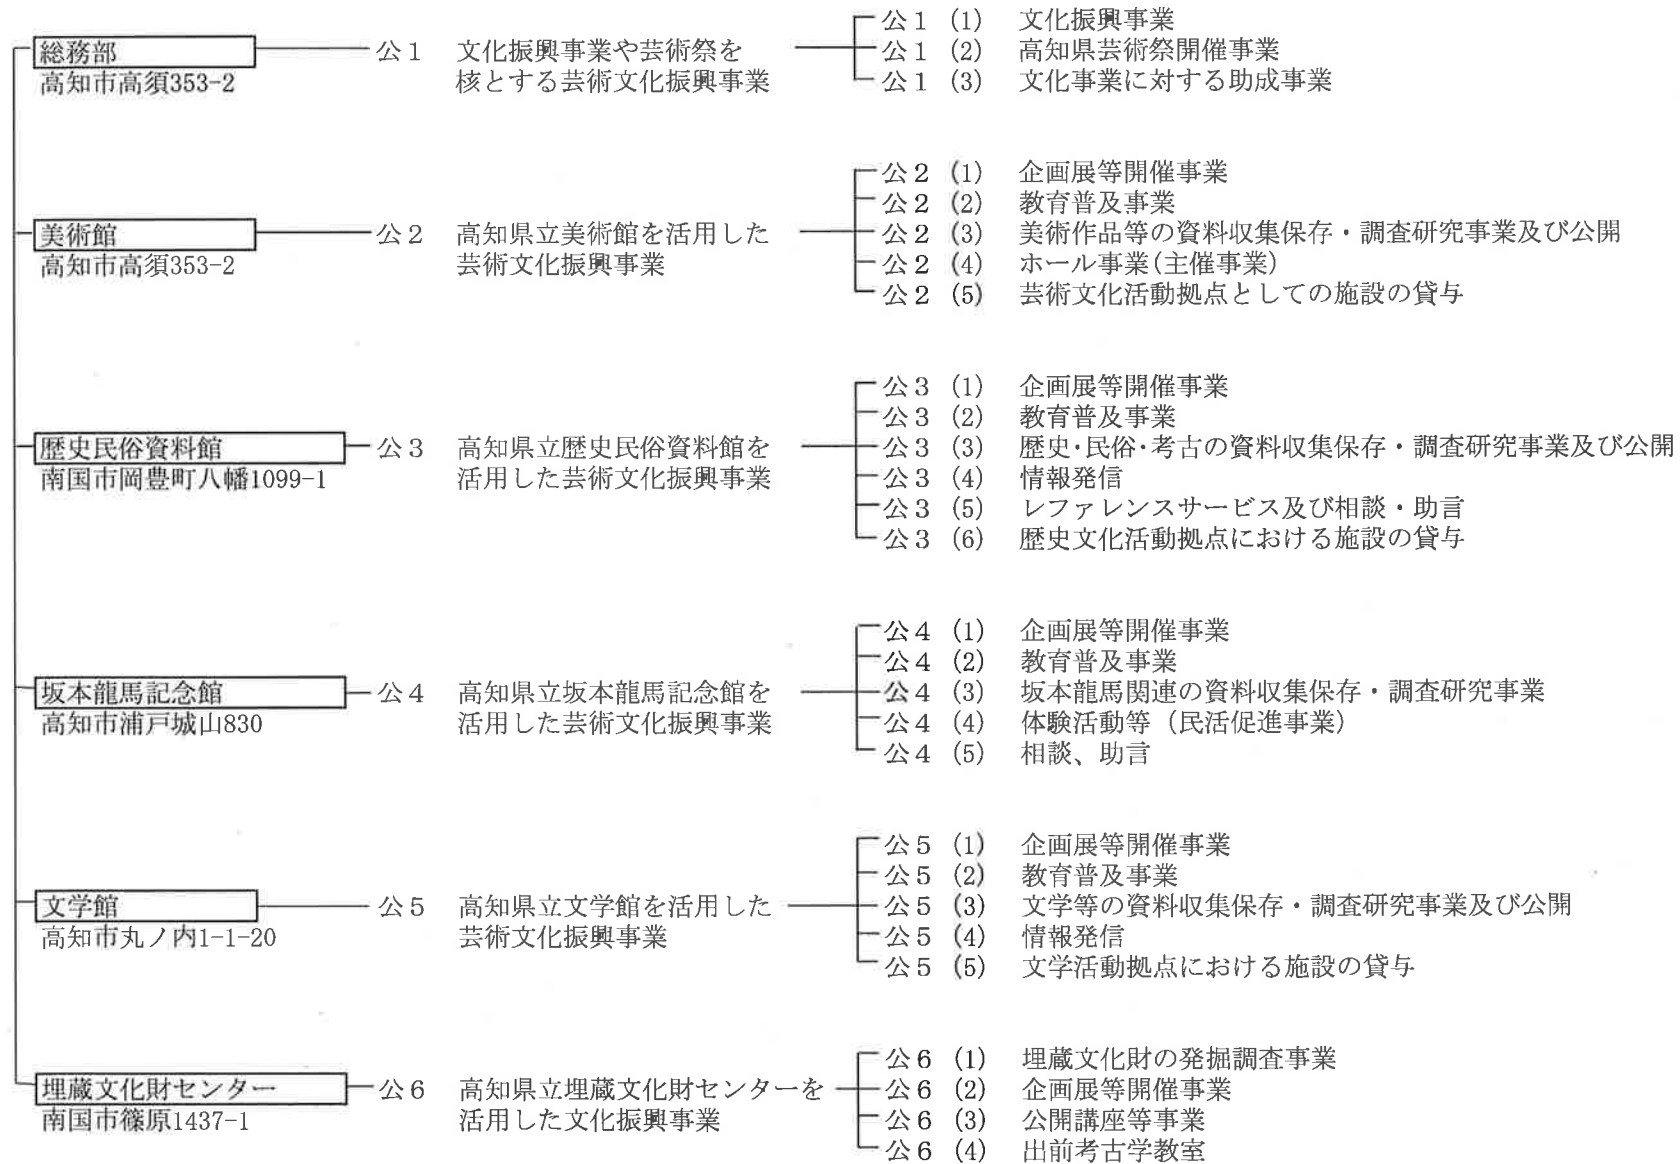 総務部
高知市高須353-2
公1 文化振興事業や芸術祭を
核とする芸術文化振興事業
公1 (1) 文化振興事業
公1 (2) 高知県芸術祭開催事業
公1 (3) 文化事業に対する助成事業
美術館
高知市高須353-2
公2 高知県立美術館を活用した
芸術文化振興事業
公2 (1) 企画展等開催事業
公2 (2) 教育普及事業
公2 (3) 美術作品等の資料収集保存・調査研究事業及び公開
公2 (4) ホール事業(主催事業)
公2 (5) 芸術文化活動拠点としての施設の貸与
歴史民俗資料館
南国市岡豊町八幡1099-1
公3 高知県立歴史民俗資料館を
活用した芸術文化振興事業
公3 (1) 企画展等開催事業
公3 (2) 教育普及事業
公3 (3) 歴史・民俗・考古の資料収集保存・調査研究事業及び公開
公3 (4) 情報発信
公3 (5) レファレンスサービス及び相談・助言
公3 (6) 歴史文化活動拠点における施設の貸与
坂本龍馬記念館
高知市浦戸城山830
公4 高知県立坂本龍馬記念館を
活用した芸術文化振興事業
公4 (1) 企画展等開催事業
公4 (2) 教育普及事業
公4 (3) 坂本龍馬関連の資料収集保存・調査研究事業
公4 (4) 体験活動等(民活促進事業)
公4 (5) 相談、助言
文学館
高知市丸ノ内1-1-20
公5 高知県立文学館を活用した
芸術文化振興事業
公5 (1) 企画展等開催事業
公5 (2) 教育普及事業
公5 (3) 文学等の資料収集保存・調査研究事業及び公開
公5 (4) 情報発信
公5 (5) 文学活動拠点における施設の貸与
埋蔵文化財センター
南国市篠原1437-1
公6 高知県立埋蔵文化財センターを
活用した文化振興事業
公6 (1) 埋蔵文化財の発掘調査事業
公6 (2) 企画展等開催事業
公6 (3) 公開講座等事業
公6 (4) 出前考古学教室